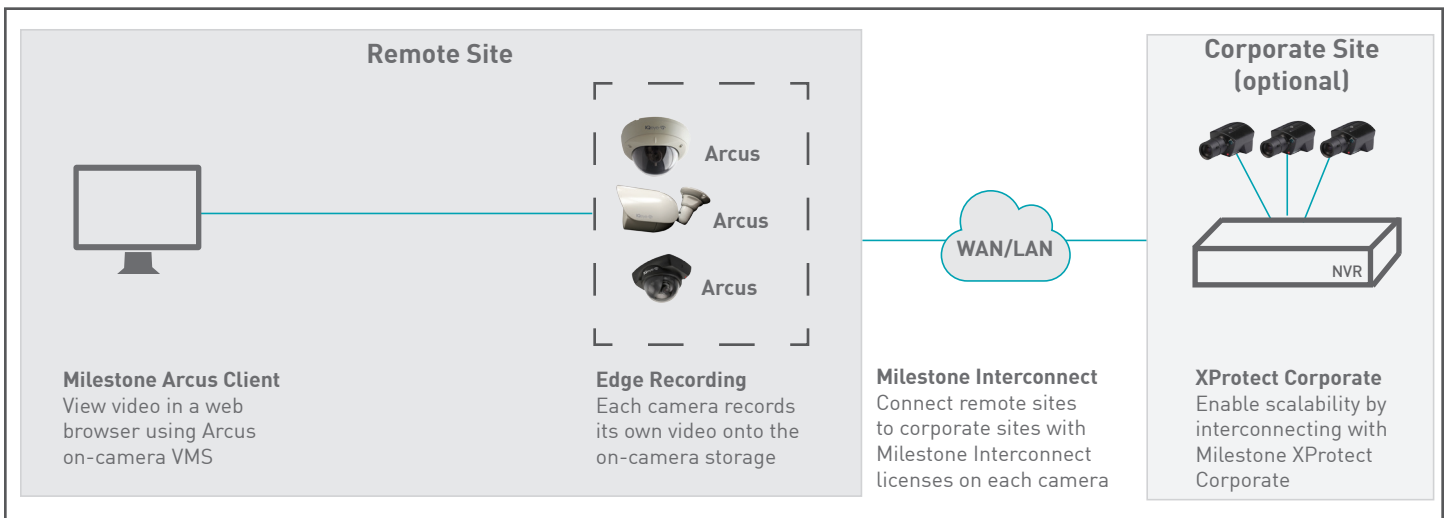 Remote Site
Arcus
Arcus
Arcus
Milestone Arcus Client
View video in a web
browser using Arcus
on-camera VMS
Edge Recording
Each camera records
its own video onto the
on-camera storage
WAN/LAN
Milestone Interconnect
Connect remote sites
to corporate sites with
Milestone Interconnect
licenses on each camera
Corporate Site
(optional)
NVR
XProtect Corporate
Enable scalability by
interconnecting with
Milestone XProtect
Corporate